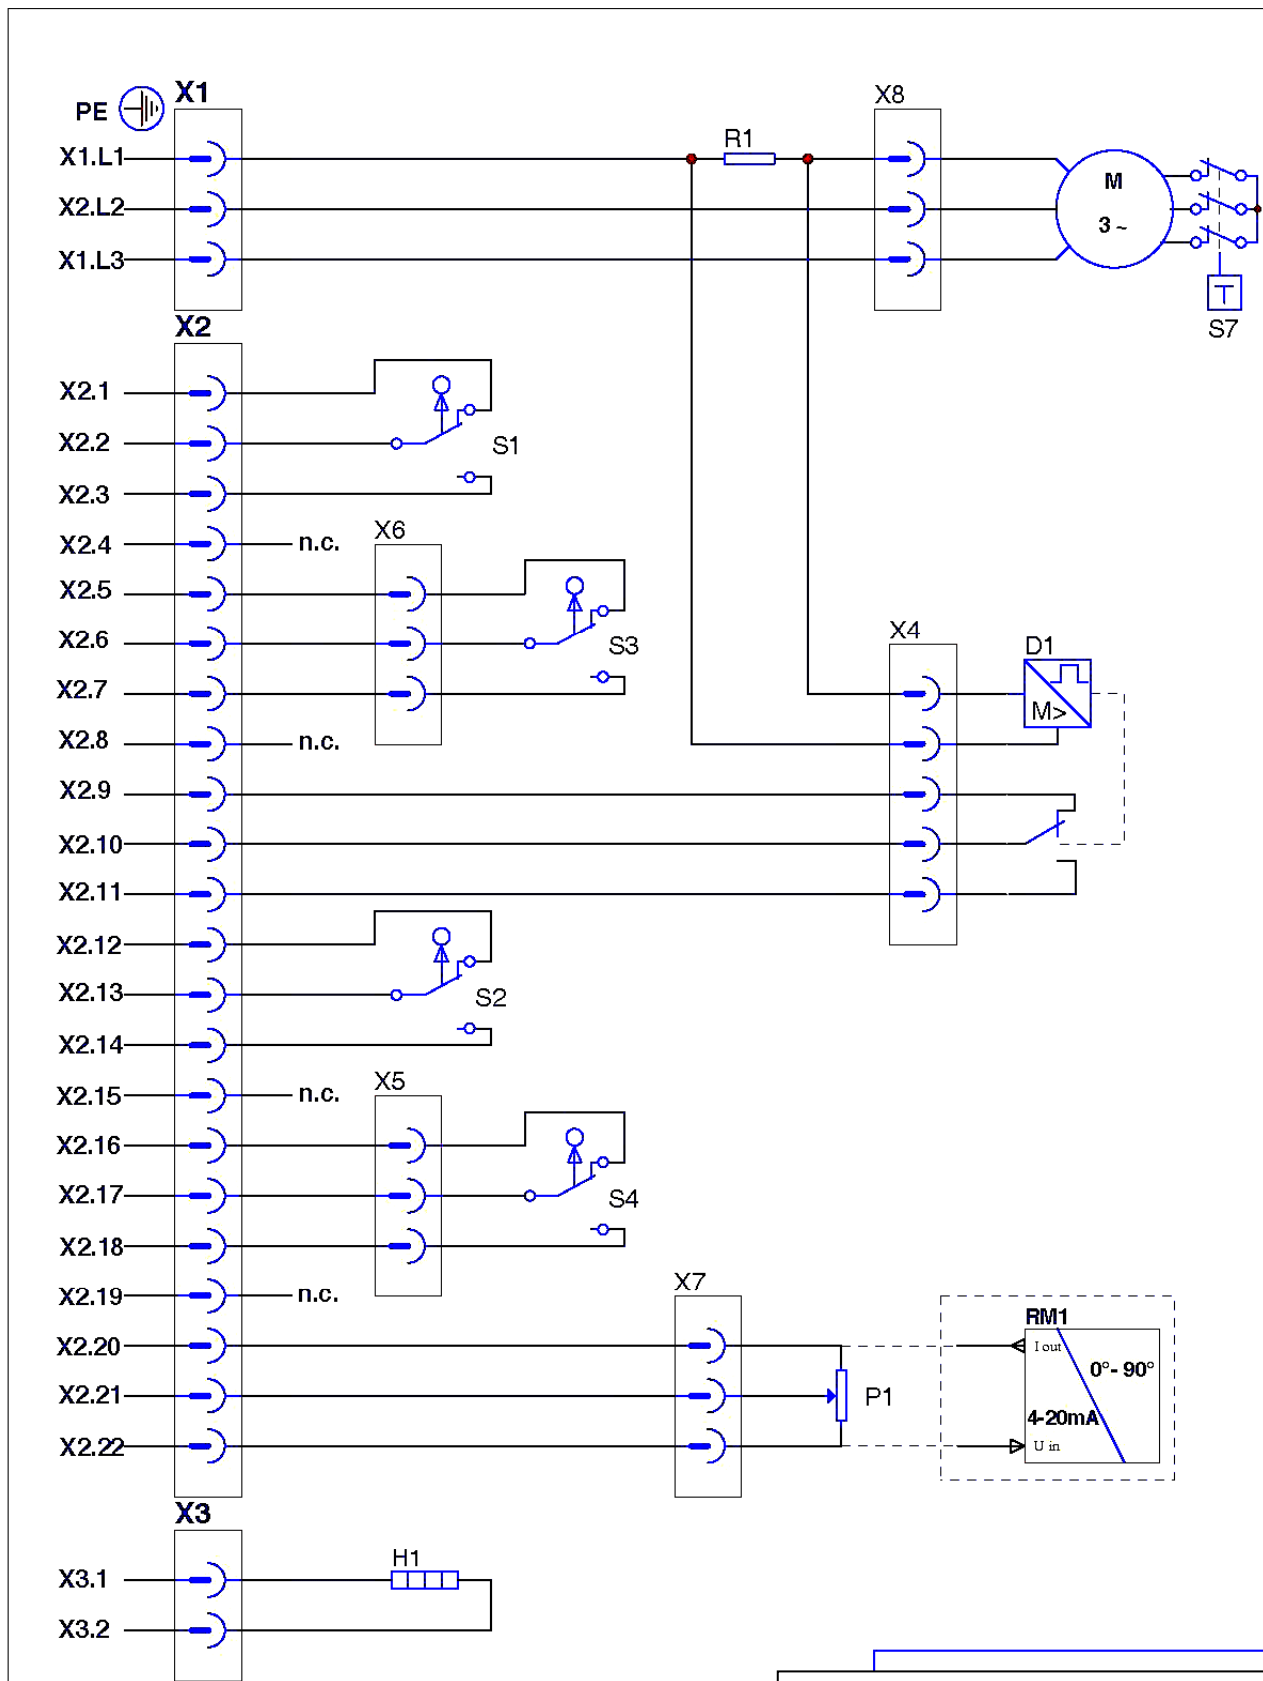 X1
X8
PE
X1.L1
R1
X2.L2
M
3 ~
X1.L3
S7
X2
X2.1
X2.2
S1
X2.3
X2.4
n.c.
X6
X2.5
X2.6
S3
X4
D1
X2.7
M>
X2.8
n.c.
X2.9
X2.10
X2.11
X2.12
X2.13
S2
X2.14
X5
X2.15
n.c.
X2.16
X2.17
S4
X2.18
X7
X2.19
n.c.
RM1
X2.20
I out
0°- 90°
X2.21
P1
4-20mA
X2.22
U in
X3
H1
X3.1
X3.2